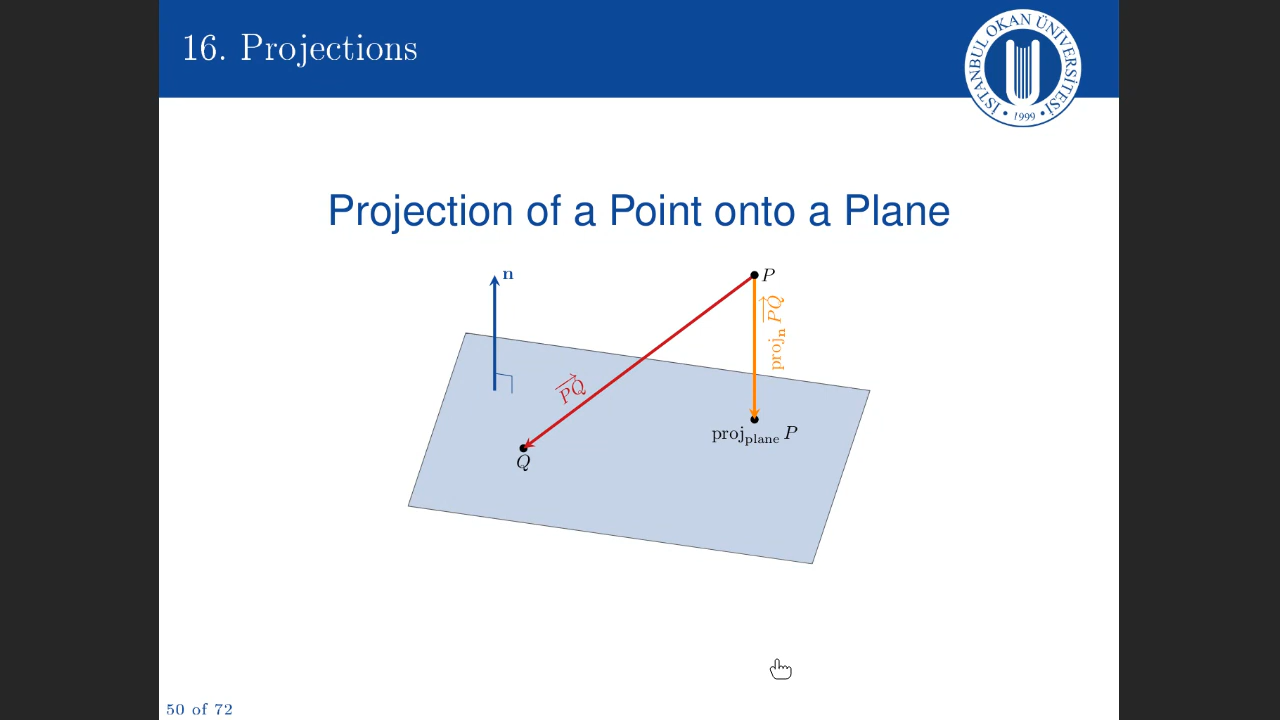 16. Projections
İSTANBUL OKAN ÜNİVERSİTESİ
• 1999 •
Projection of a Point onto a Plane
n
P
proj_n PQ→
PQ→
proj_plane P
Q
50 of 72